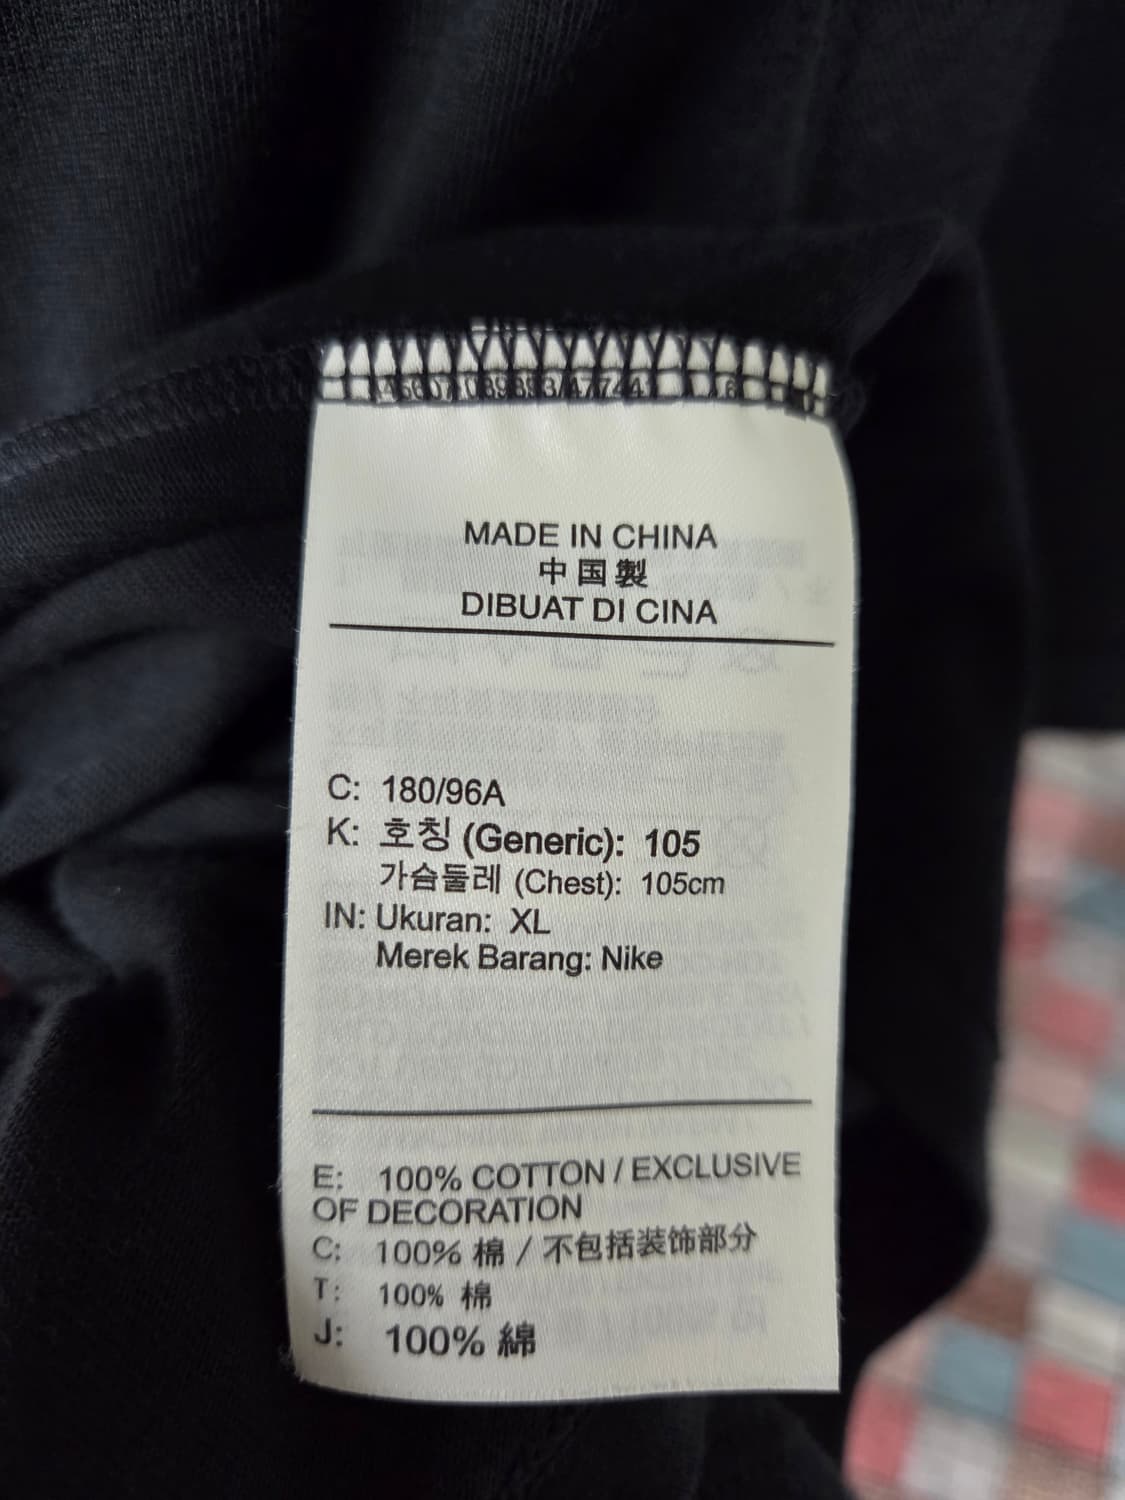 MADE IN CHINA
中国製
DIBUAT DI CINA
C: 180/96A
K: 호칭 (Generic): 105
가슴둘레 (Chest): 105cm
IN: Ukuran: XL
Merek Barang: Nike
E: 100% COTTON / EXCLUSIVE
OF DECORATION
C: 100% 棉 / 不包括装饰部分
T: 100% 棉
J: 100% 綿